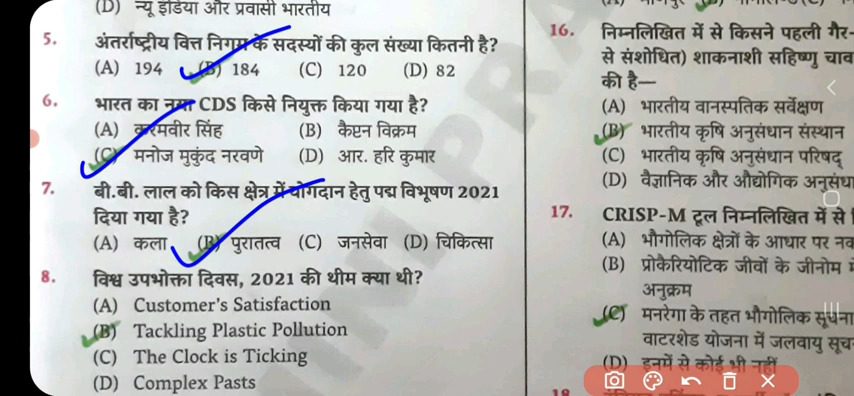 (D) न्यू इंडिया और प्रवासी भारतीय
5. अंतर्राष्ट्रीय वित्त निगम के सदस्यों की कुल संख्या कितनी है?
(A) 194 (B) 184 (C) 120 (D) 82
6. भारत का नया CDS किसे नियुक्त किया गया है?
(A) करमवीर सिंह (B) कैप्टन विक्रम
(C) मनोज मुकुंद नरवणे (D) आर. हरि कुमार
7. बी.बी. लाल को किस क्षेत्र में योगदान हेतु पद्म विभूषण 2021
दिया गया है?
(A) कला (B) पुरातत्व (C) जनसेवा (D) चिकित्सा
8. विश्व उपभोक्ता दिवस, 2021 की थीम क्या थी?
(A) Customer's Satisfaction
(B) Tackling Plastic Pollution
(C) The Clock is Ticking
(D) Complex Pasts
16. निम्नलिखित में से किसने पहली गैर-
से संशोधित) शाकनाशी सहिष्णु चाव
की है—
(A) भारतीय वानस्पतिक सर्वेक्षण
(B) भारतीय कृषि अनुसंधान संस्थान
(C) भारतीय कृषि अनुसंधान परिषद्
(D) वैज्ञानिक और औद्योगिक अनुसंधा
17. CRISP-M टूल निम्नलिखित में से
(A) भौगोलिक क्षेत्रों के आधार पर नव
(B) प्रोकैरियोटिक जीवों के जीनोम
अनुक्रम
(C) मनरेगा के तहत भौगोलिक सूचना
वाटरशेड योजना में जलवायु सूच
(D) इनमें से कोई भी नहीं
18